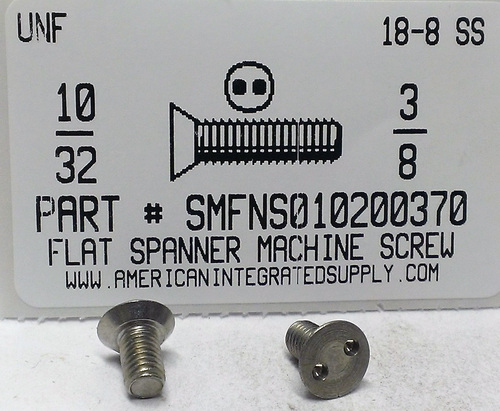 UNF 18-8 SS
10 3
32 8
PART # SMFNS010200370
FLAT SPANNER MACHINE SCREW
WWW.AMERICANINTEGRATEDSUPPLY.COM